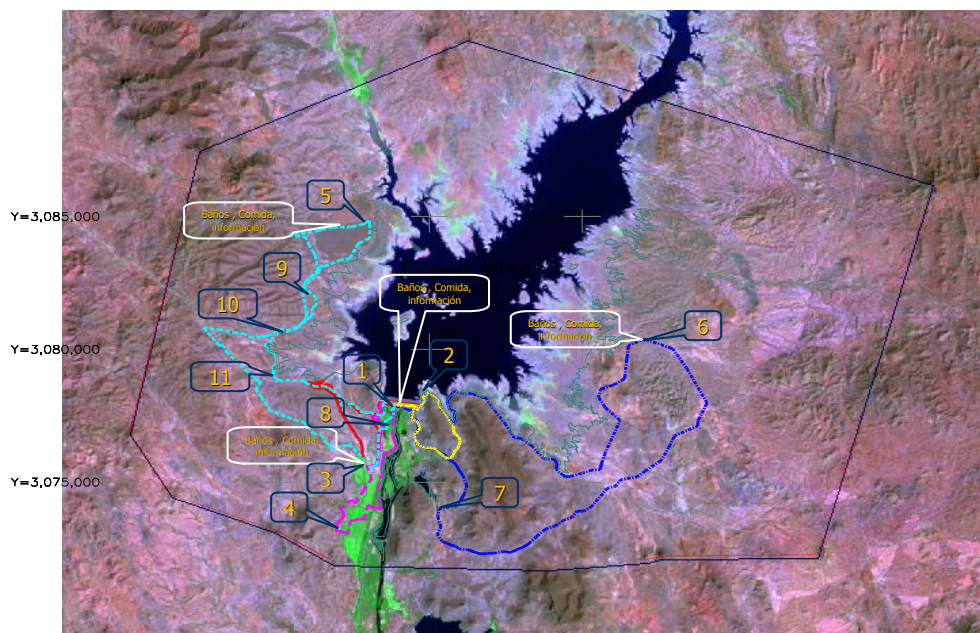 5
Baños , Comida,
información
Y=3,085,000
9
Baños , Comida,
información
10
Baños , Comida,
información
6
Y=3,080,000
2
1
11
8
Baños , Comida,
información
3
Y=3,075,000
7
4